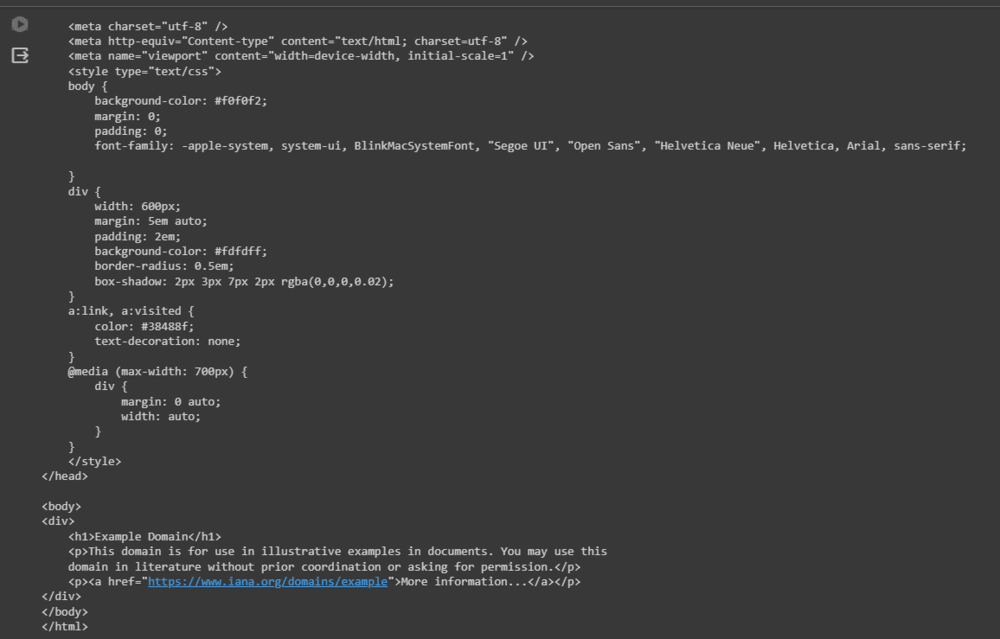 <meta charset="utf-8" />
<meta http-equiv="Content-type" content="text/html; charset=utf-8" />
<meta name="viewport" content="width=device-width, initial-scale=1" />
<style type="text/css">
body {
background-color: #f0f0f2;
margin: 0;
padding: 0;
font-family: -apple-system, system-ui, BlinkMacSystemFont, "Segoe UI", "Open Sans", "Helvetica Neue", Helvetica, Arial, sans-serif;
}
div {
width: 600px;
margin: 5em auto;
padding: 2em;
background-color: #fdfdff;
border-radius: 0.5em;
box-shadow: 2px 3px 7px 2px rgba(0,0,0,0.02);
}
a:link, a:visited {
color: #38488f;
text-decoration: none;
}
@media (max-width: 700px) {
div {
margin: 0 auto;
width: auto;
}
}
</style>
</head>
<body>
<div>
<h1>Example Domain</h1>
<p>This domain is for use in illustrative examples in documents. You may use this
domain in literature without prior coordination or asking for permission.</p>
<p><a href="https://www.iana.org/domains/example">More information...</a></p>
</div>
</body>
</html>